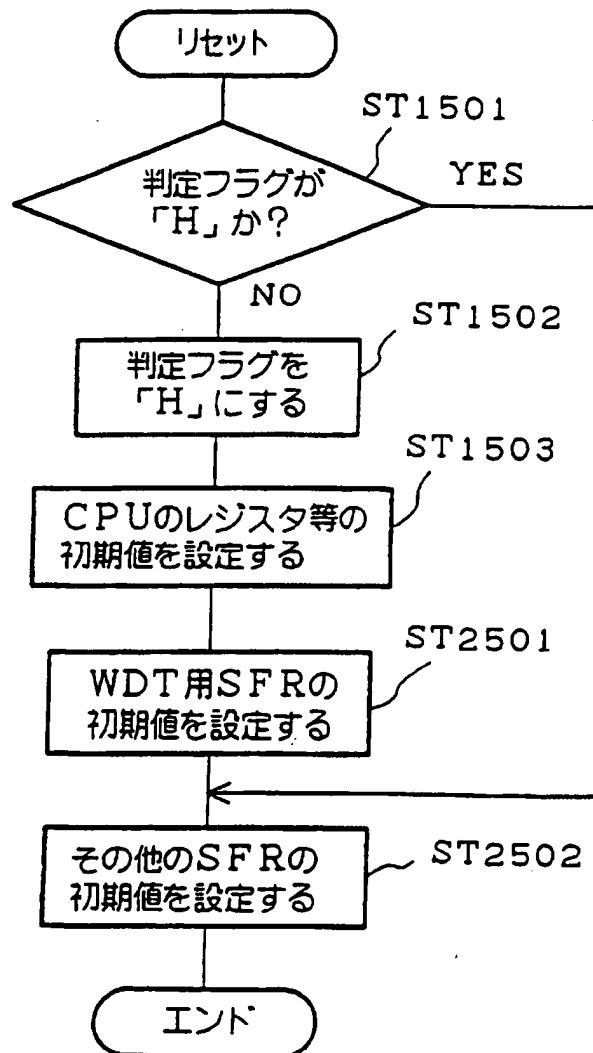 リセット
ST1501
判定フラグが
「H」か?
YES
NO
ST1502
判定フラグを
「H」にする
ST1503
CPUのレジスタ等の
初期値を設定する
ST2501
WDT用SFRの
初期値を設定する
その他のSFRの
初期値を設定する
ST2502
エンド